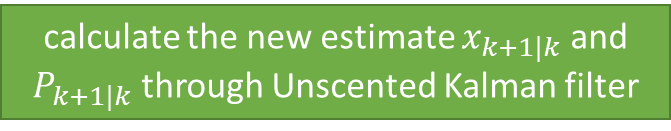 calculate the new estimate $x_{k+1|k}$ and
$P_{k+1|k}$ through Unscented Kalman filter